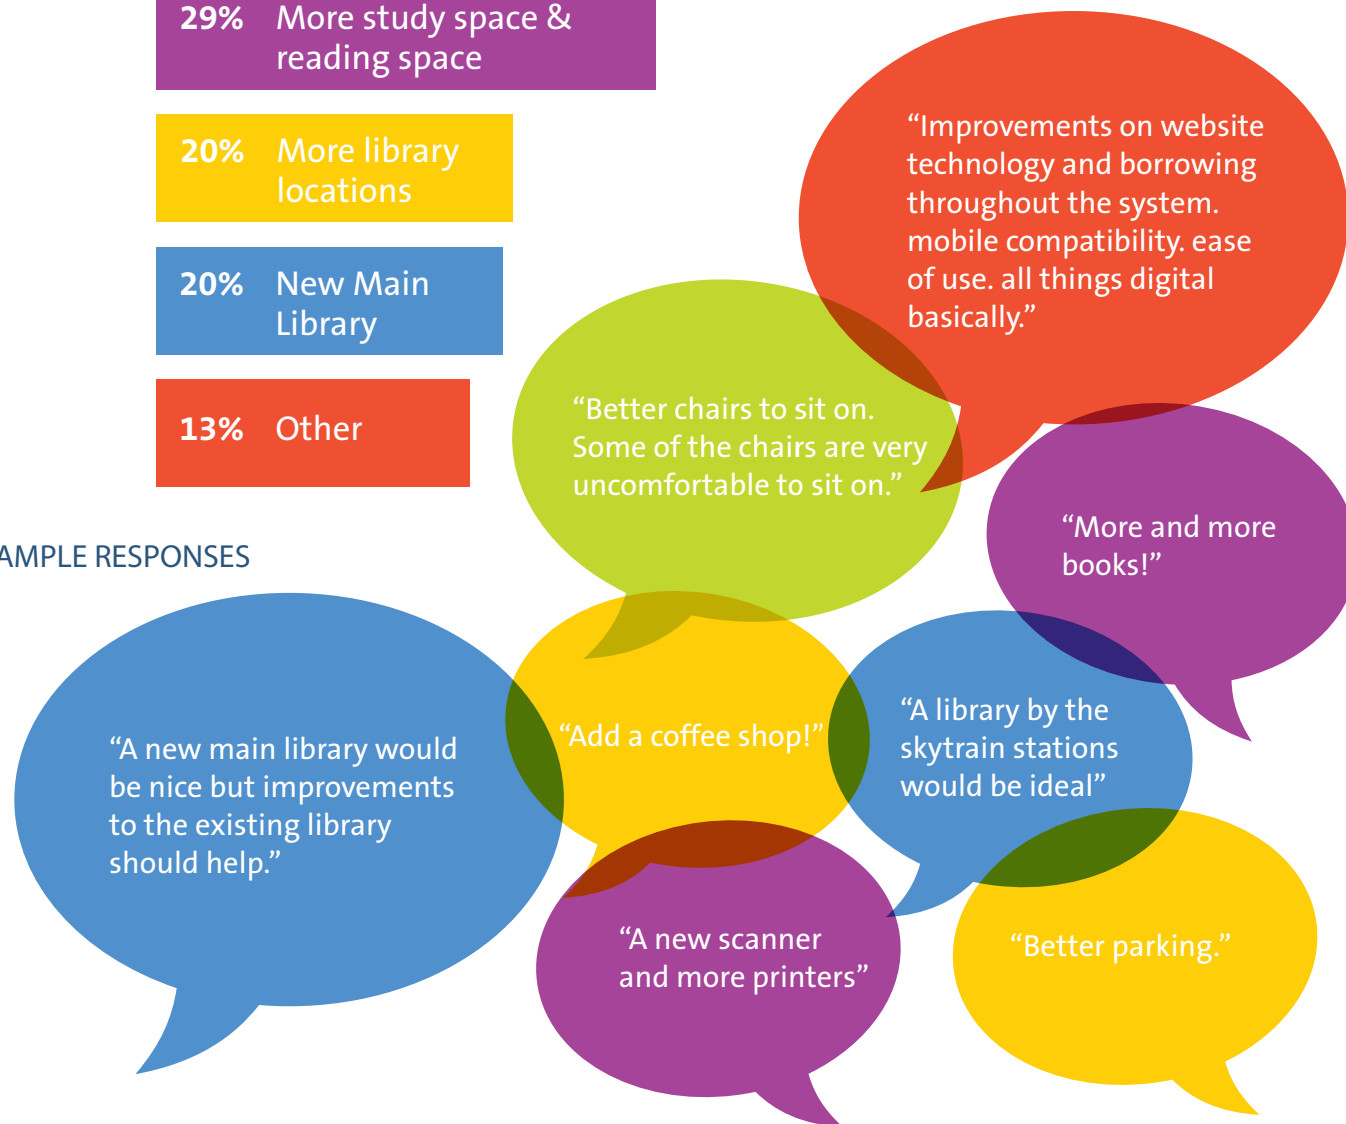 29% More study space &
reading space
20% More library
locations
20% New Main
Library
13% Other
“Improvements on website
technology and borrowing
throughout the system.
mobile compatibility. ease
of use. all things digital
basically.”
“Better chairs to sit on.
Some of the chairs are very
uncomfortable to sit on.”
“More and more
books!”
AMPLE RESPONSES
“A new main library would
be nice but improvements
to the existing library
should help.”
“Add a coffee shop!”
“A library by the
skytrain stations
would be ideal”
“A new scanner
and more printers”
“Better parking.”